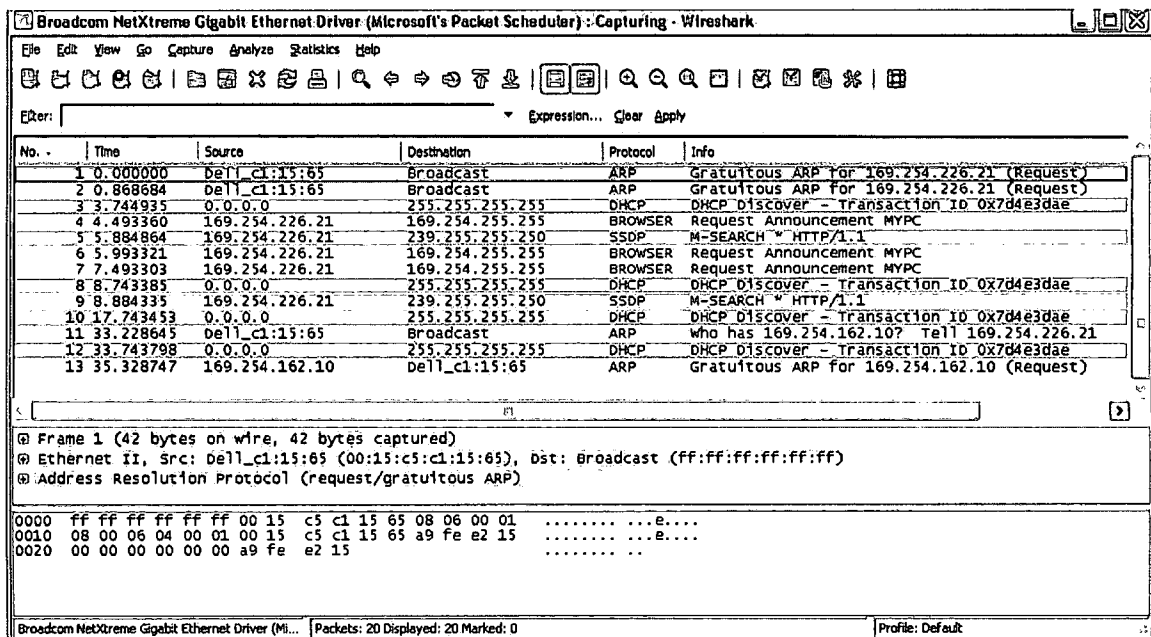 Broadcom NetXtreme Gigabit Ethernet Driver (Microsoft's Packet Scheduler) : Capturing - Wireshark
File Edit View Go Capture Analyze Statistics Help
Filter: Expression... Clear Apply
No. - Time Source Destination Protocol Info
1 0.000000 Dell_c1:15:65 Broadcast ARP Gratuitous ARP for 169.254.226.21 (Request)
2 0.868684 Dell_c1:15:65 Broadcast ARP Gratuitous ARP for 169.254.226.21 (Request)
3 3.744935 0.0.0.0 255.255.255.255 DHCP DHCP Discover - Transaction ID 0x7d4e3dae
4 4.493360 169.254.226.21 169.254.255.255 BROWSER Request Announcement MYPC
5 5.884864 169.254.226.21 239.255.255.250 SSDP M-SEARCH * HTTP/1.1
6 5.993321 169.254.226.21 169.254.255.255 BROWSER Request Announcement MYPC
7 7.493303 169.254.226.21 169.254.255.255 BROWSER Request Announcement MYPC
8 8.743385 0.0.0.0 255.255.255.255 DHCP DHCP Discover - Transaction ID 0x7d4e3dae
9 8.884335 169.254.226.21 239.255.255.250 SSDP M-SEARCH * HTTP/1.1
10 17.743453 0.0.0.0 255.255.255.255 DHCP DHCP Discover - Transaction ID 0x7d4e3dae
11 33.228645 Dell_c1:15:65 Broadcast ARP who has 169.254.162.10? Tell 169.254.226.21
12 33.743798 0.0.0.0 255.255.255.255 DHCP DHCP Discover - Transaction ID 0x7d4e3dae
13 35.328747 169.254.162.10 Dell_c1:15:65 ARP Gratuitous ARP for 169.254.162.10 (Request)
Frame 1 (42 bytes on wire, 42 bytes captured)
Ethernet II, Src: Dell_c1:15:65 (00:15:c5:c1:15:65), Dst: Broadcast (ff:ff:ff:ff:ff:ff)
Address Resolution Protocol (request/gratuitous ARP)
0000 ff ff ff ff ff ff 00 15 c5 c1 15 65 08 06 00 01 ........ ...e....
0010 08 00 06 04 00 01 00 15 c5 c1 15 65 a9 fe e2 15 ........ ...e....
0020 00 00 00 00 00 00 a9 fe e2 15 ........ ..
Broadcom NetXtreme Gigabit Ethernet Driver (Mi... Packets: 20 Displayed: 20 Marked: 0 Profile: Default